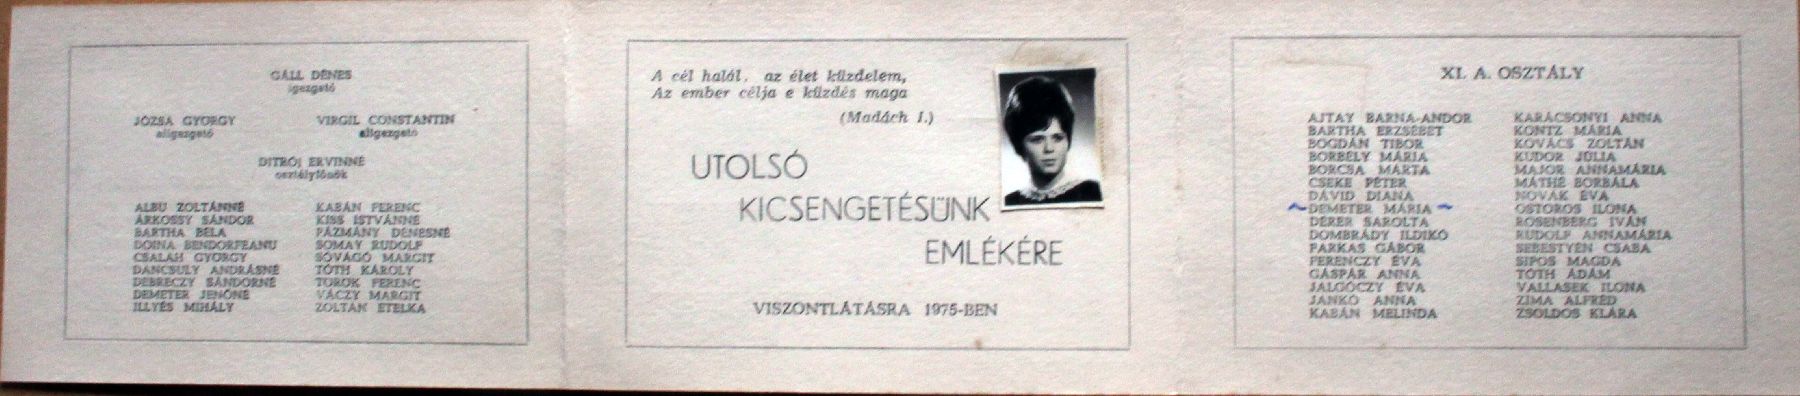 GÁLL DÉNES
igazgató
JÓZSA GYÖRGY
aligazgató
VIRGIL CONSTANTIN
aligazgató
DITRÓI ERVINNÉ
osztályfőnök
ALBU ZOLTÁNNÉ
ÁRKOSSY SÁNDOR
BARTHA BÉLA
DOINA BENDORFEANU
CSALAH GYÖRGY
DANCSULY ANDRÁSNÉ
DEBRECZY SÁNDORNÉ
DEMETER JENŐNÉ
ILLYÉS MIHÁLY
KABÁN FERENC
KISS ISTVÁNNÉ
PÁZMÁNY DÉNESNÉ
SOMAY RUDOLF
SÓVÁGÓ MARGIT
TÓTH KÁROLY
TÖRÖK FERENC
VÁCZY MARGIT
ZOLTÁN ETELKA
A cél halál, az élet küzdelem,
Az ember célja e küzdés maga
(Madách I.)
UTOLSÓ
KICSENGETÉSÜNK
EMLÉKÉRE
VISZONTLÁTÁSRA 1975-BEN
XI. A. OSZTÁLY
AJTAY BARNA-ANDOR
BARTHA ERZSÉBET
BOGDÁN TIBOR
BORBÉLY MÁRIA
BORCSA MÁRTA
CSEKE PÉTER
DÁVID DIANA
DEMETER MÁRIA
DÉRER SAROLTA
DOMBRÁDY ILDIKÓ
FARKAS GÁBOR
FERENCZY ÉVA
GÁSPÁR ANNA
JALGÓCZY ÉVA
JANKÓ ANNA
KABÁN MELINDA
KARÁCSONYI ANNA
KONTZ MÁRIA
KOVÁCS ZOLTÁN
KUDOR JÚLIA
MAJOR ANNAMÁRIA
MÁTHÉ BORBÁLA
NOVÁK ÉVA
OSTOROS ILONA
ROSENBERG IVÁN
RUDOLF ANNAMÁRIA
SEBESTYÉN CSABA
SIPOS MAGDA
TÓTH ÁDÁM
VALLASEK ILONA
ZIMA ALFRÉD
ZSOLDOS KLÁRA